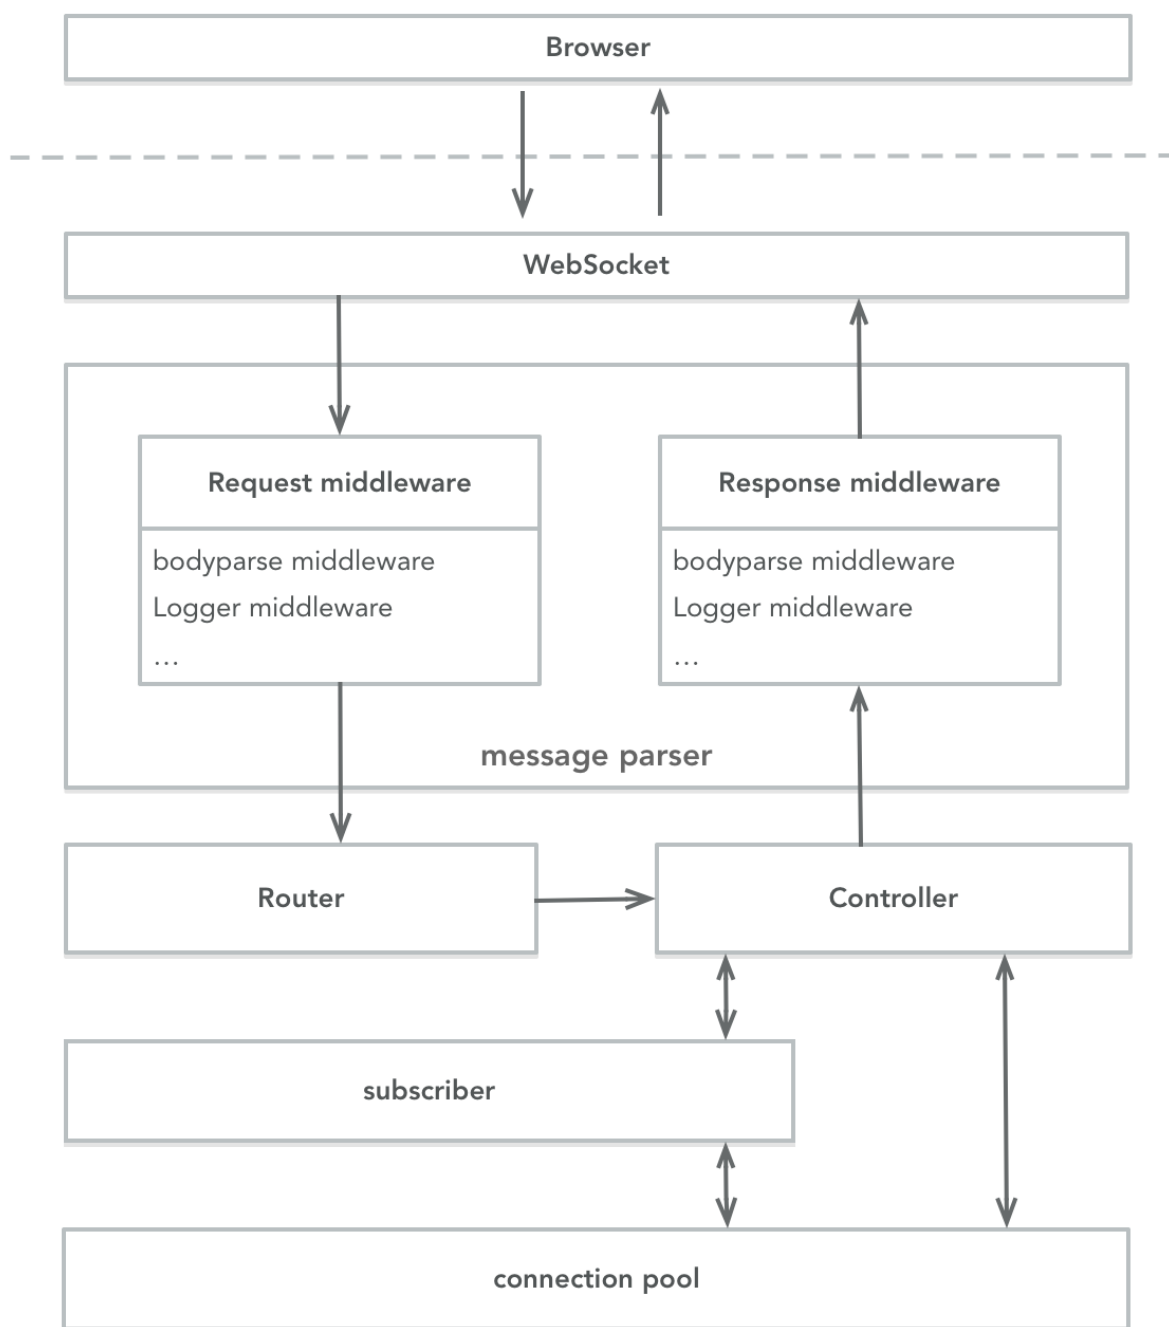 Browser
WebSocket
Request middleware
bodyparse middleware
Logger middleware
...
Response middleware
bodyparse middleware
Logger middleware
...
message parser
Router
Controller
subscriber
connection pool